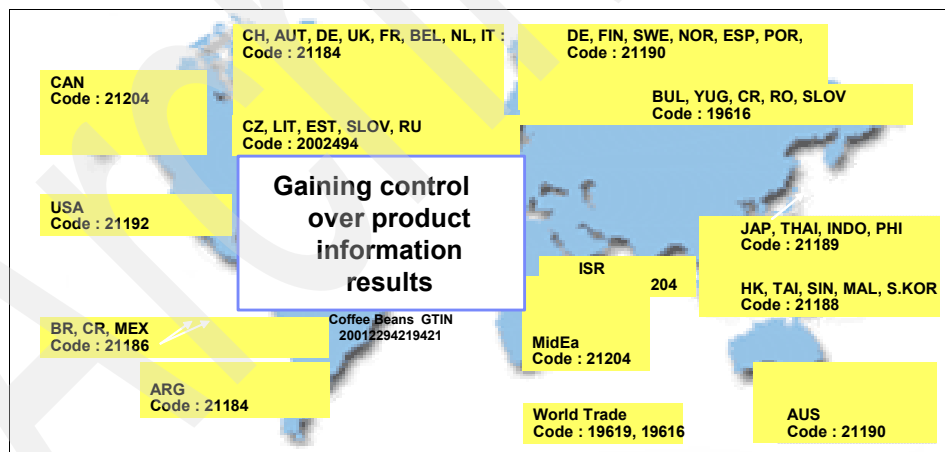 CH, AUT, DE, UK, FR, BEL, NL, IT :
Code : 21184
DE, FIN, SWE, NOR, ESP, POR,
Code : 21190
CAN
Code : 21204
BUL, YUG, CR, RO, SLOV
Code : 19616
CZ, LIT, EST, SLOV, RU
Code : 2002494
Gaining control
over product
information
results
USA
Code : 21192
JAP, THAI, INDO, PHI
Code : 21189
ISR
204
HK, TAI, SIN, MAL, S.KOR
Code : 21188
Coffee Beans GTIN
20012294219421
BR, CR, MEX
Code : 21186
MidEa
Code : 21204
ARG
Code : 21184
World Trade
Code : 19619, 19616
AUS
Code : 21190